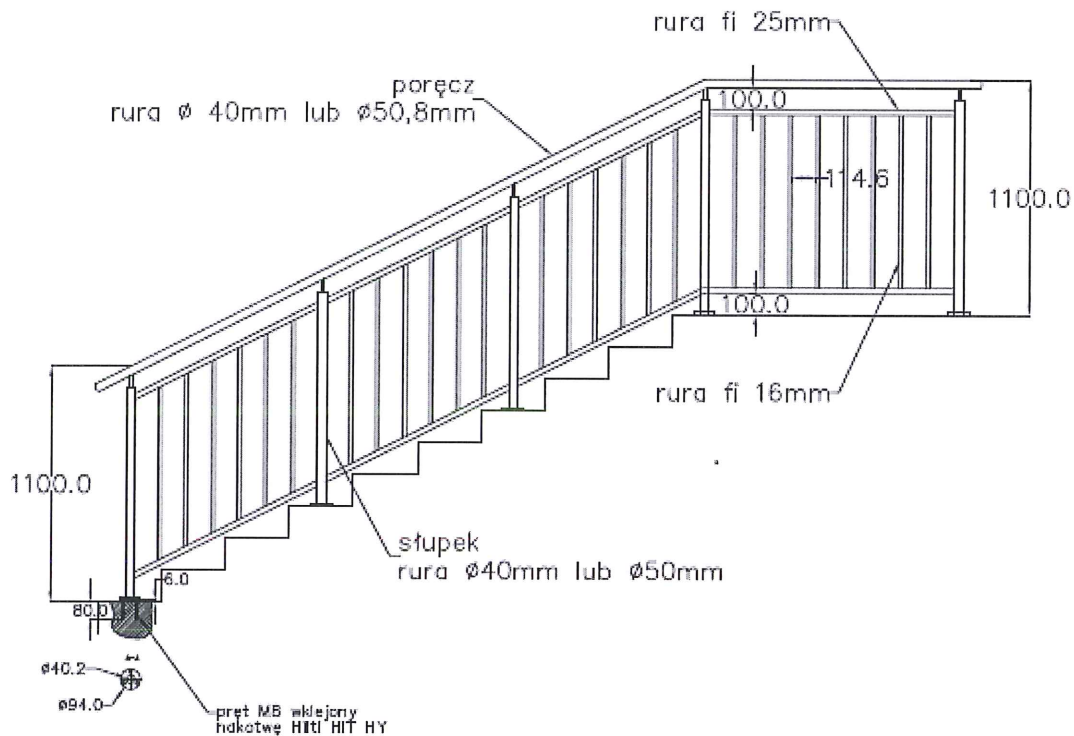 rura fi 25mm
poręcz
rura ø 40mm lub ø50,8mm
100.0
114.6
1100.0
100.0
rura fi 16mm
1100.0
słupek
rura ø40mm lub ø50mm
6.0
80.0
ø40.2
ø94.0
pręt M8 wklejony
nakotwę Hilti HIT HY